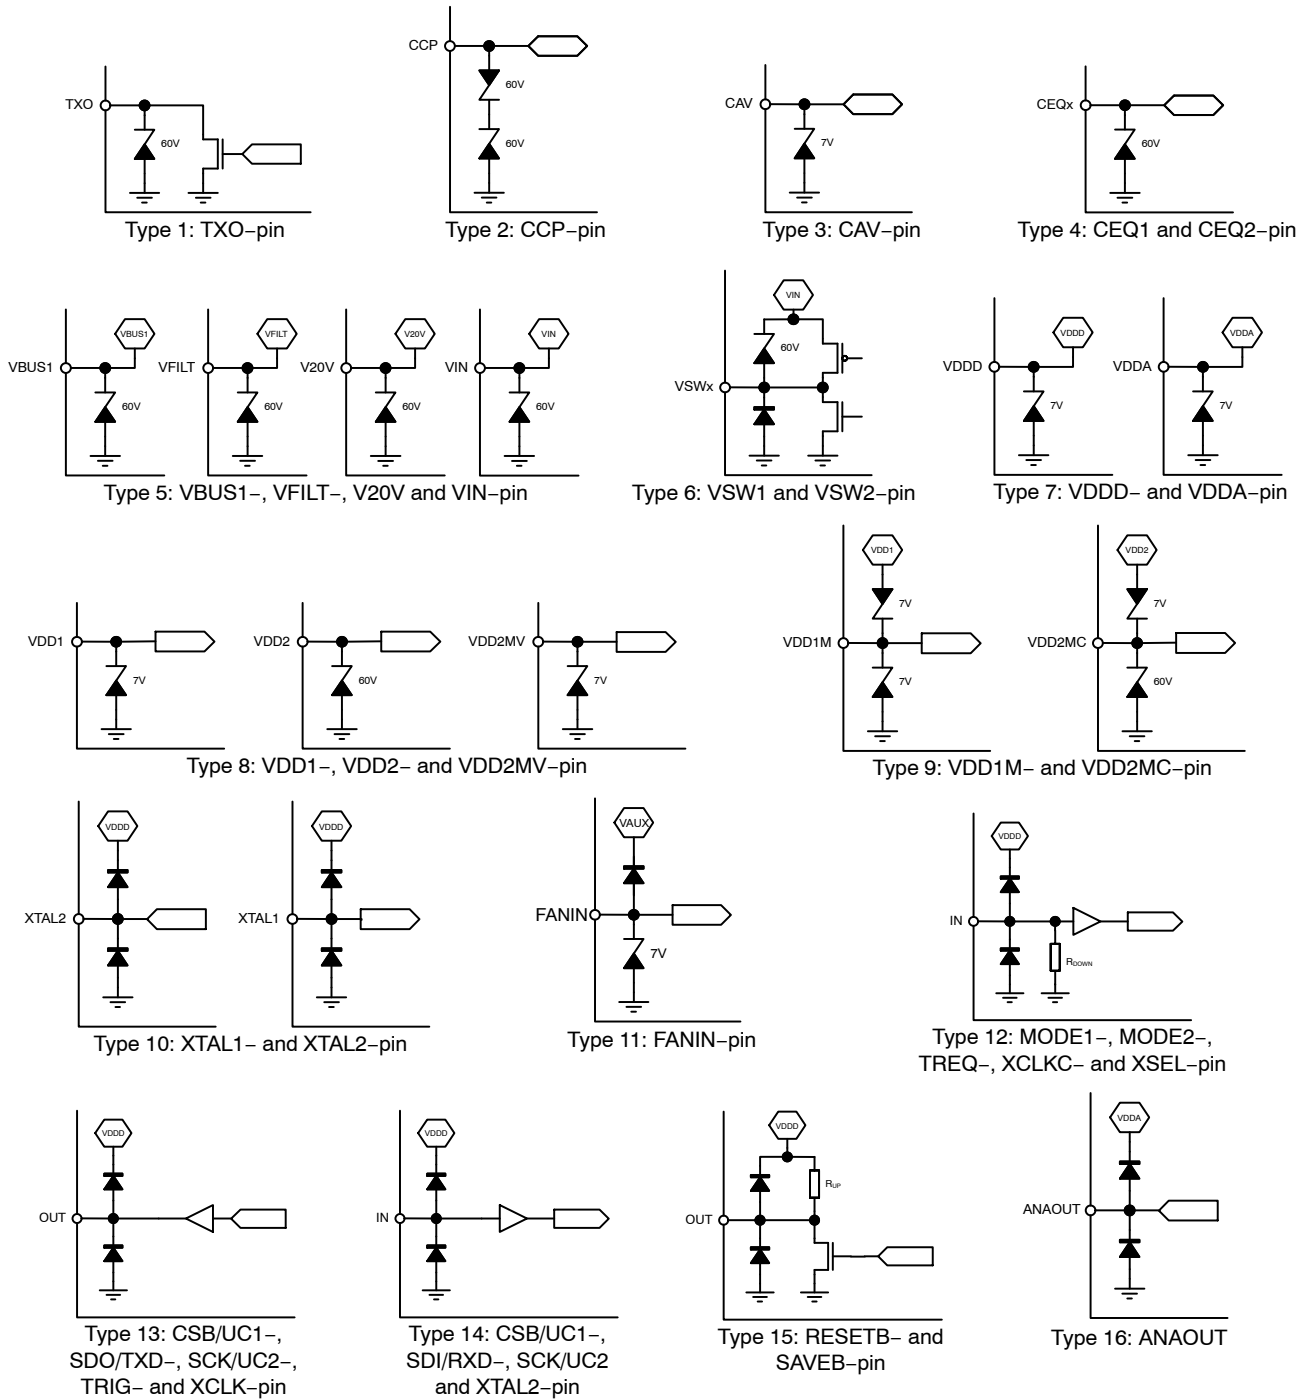 TXO
60V
Type 1: TXO−pin
CCP
60V
60V
Type 2: CCP−pin
CAV
7V
Type 3: CAV−pin
CEQx
60V
Type 4: CEQ1 and CEQ2−pin
VBUS1
VBUS1
60V
VFILT
VFILT
60V
V20V
V20V
60V
VIN
VIN
60V
Type 5: VBUS1−, VFILT−, V20V and VIN−pin
VIN
60V
VSWx
Type 6: VSW1 and VSW2−pin
VDDD
VDDD
7V
VDDA
VDDA
7V
Type 7: VDDD− and VDDA−pin
VDD1
7V
VDD2
60V
VDD2MV
7V
Type 8: VDD1−, VDD2− and VDD2MV−pin
VDD1
7V
VDD1M
7V
VDD2
7V
VDD2MC
60V
Type 9: VDD1M− and VDD2MC−pin
VDDD
XTAL2
VDDD
XTAL1
Type 10: XTAL1− and XTAL2−pin
VAUX
FANIN
7V
Type 11: FANIN−pin
VDDD
IN
RDOWN
Type 12: MODE1−, MODE2−,
TREQ−, XCLKC− and XSEL−pin
VDDD
OUT
Type 13: CSB/UC1−,
SDO/TXD−, SCK/UC2−,
TRIG− and XCLK−pin
VDDD
IN
Type 14: CSB/UC1−,
SDI/RXD−, SCK/UC2
and XTAL2−pin
VDDD
RUP
OUT
Type 15: RESETB− and
SAVEB−pin
VDDA
ANAOUT
Type 16: ANAOUT